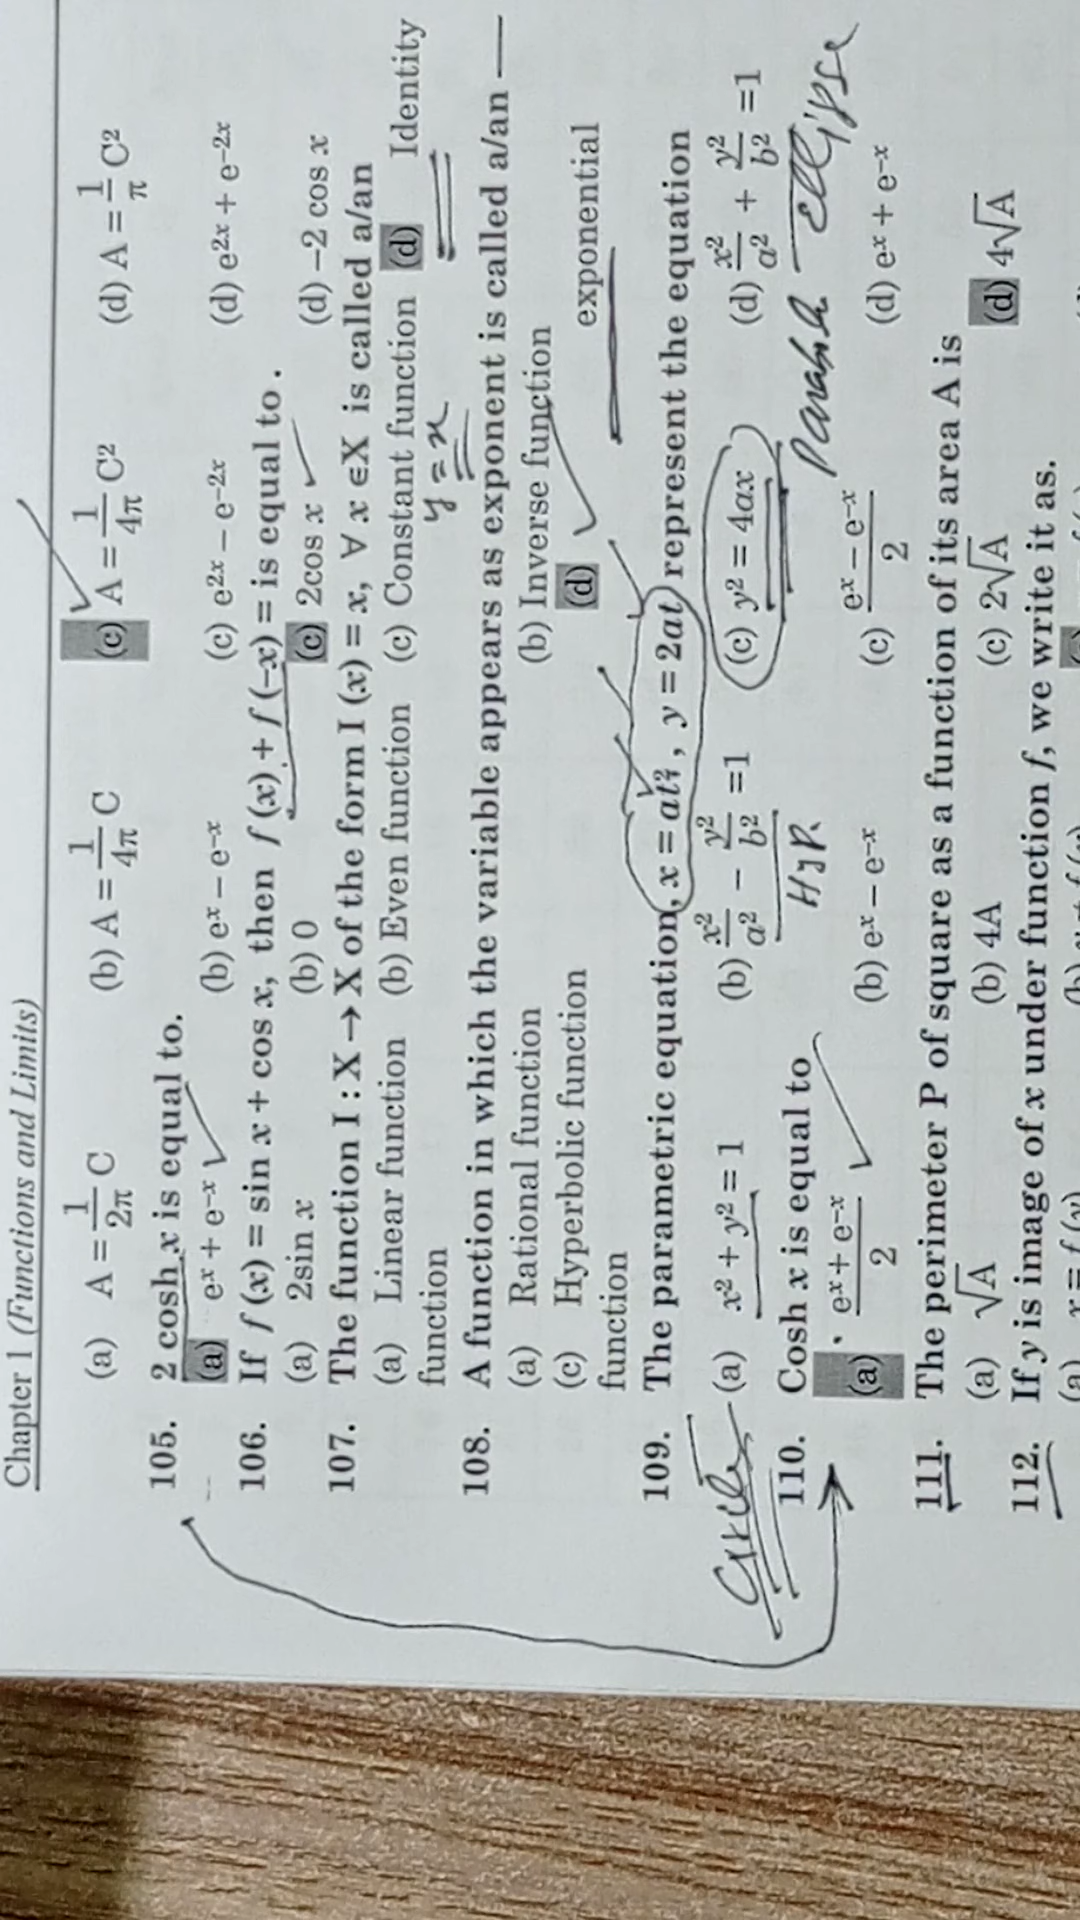 Chapter 1 (Functions and Limits)
(a) A = 1/2π C (b) A = 1/4π C (c) A = 1/4π C² (d) A = 1/π C²
105. 2 cosh x is equal to.
(a) eˣ + e⁻ˣ (b) eˣ – e⁻ˣ (c) e²ˣ – e⁻²ˣ (d) e²ˣ + e⁻²ˣ
106. If f (x) = sin x + cos x, then f (x) + f (–x) = is equal to .
(a) 2sin x (b) 0 (c) 2cos x (d) –2 cos x
107. The function I : X → X of the form I (x) = x, ∀ x ∈X is called a/an
(a) Linear function (b) Even function (c) Constant function (d) Identity
function
y = x
108. A function in which the variable appears as exponent is called a/an —
(a) Rational function (b) Inverse function
(c) Hyperbolic function (d) exponential
function
109. The parametric equation, x = at², y = 2at represent the equation
(a) x² + y² = 1 (b) x²/a² – y²/b² =1 (c) y² = 4ax (d) x²/a² + y²/b² =1
Circle Hyp. Parabola ellipse
110. Cosh x is equal to
(a) eˣ + e⁻ˣ/2 (b) eˣ – e⁻ˣ (c) eˣ – e⁻ˣ/2 (d) eˣ + e⁻ˣ
111. The perimeter P of square as a function of its area A is
(a) √A (b) 4A (c) 2√A (d) 4√A
112. If y is image of x under function f, we write it as.
(a) x = f (y)